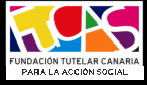 FTCAS
FUNDACIÓN TUTELAR CANARIA
PARA LA ACCIÓN SOCIAL